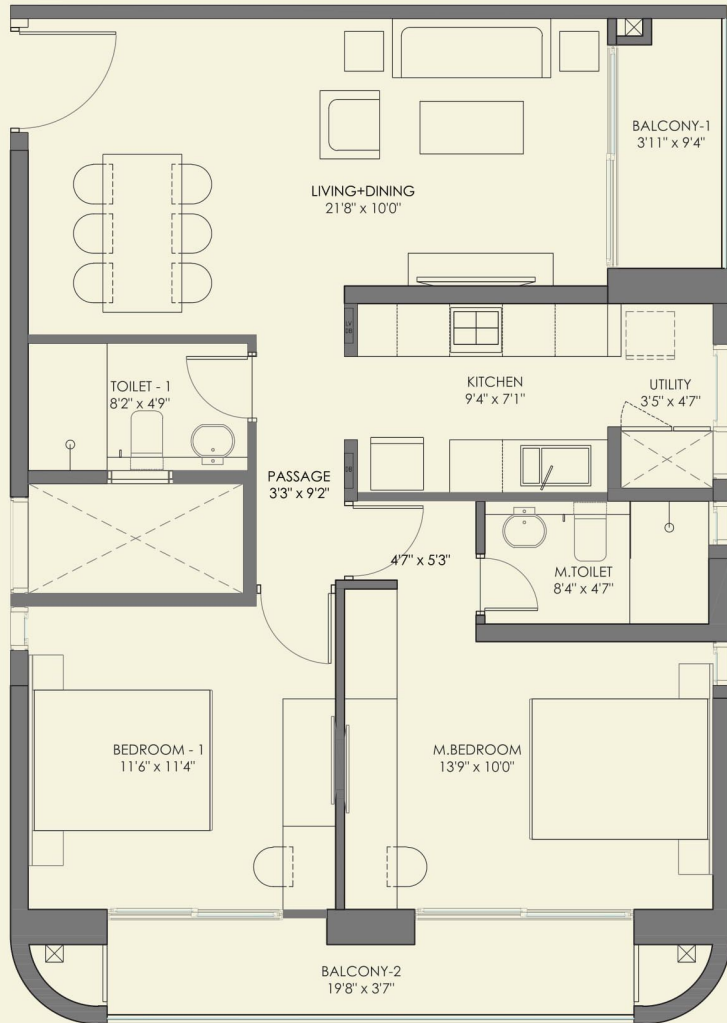 BALCONY-1
3'11" x 9'4"
LIVING+DINING
21'8" x 10'0"
KITCHEN
9'4" x 7'1"
UTILITY
3'5" x 4'7"
TOILET - 1
8'2" x 4'9"
PASSAGE
3'3" x 9'2"
4'7" x 5'3"
M.TOILET
8'4" x 4'7"
BEDROOM - 1
11'6" x 11'4"
M.BEDROOM
13'9" x 10'0"
BALCONY-2
19'8" x 3'7"